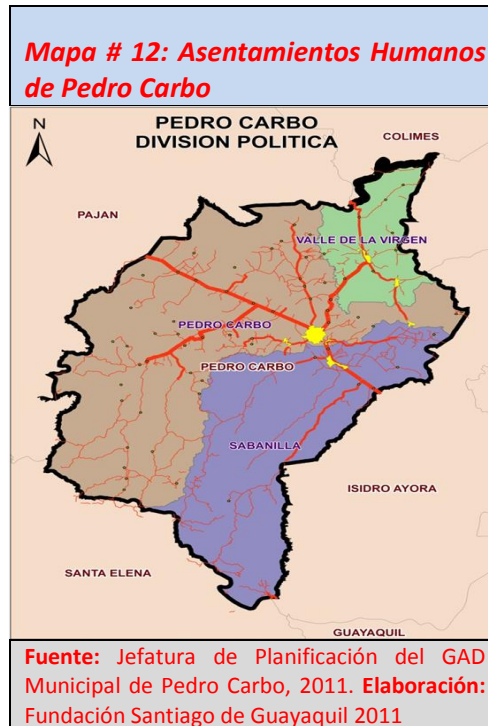 Mapa # 12: Asentamientos Humanos
de Pedro Carbo
N
PEDRO CARBO
DIVISION POLITICA
COLIMES
PAJAN
VALLE DE LA VIRGEN
PEDRO CARBO
PEDRO CARBO
SABANILLA
ISIDRO AYORA
SANTA ELENA
GUAYAQUIL
Fuente: Jefatura de Planificación del GAD
Municipal de Pedro Carbo, 2011. Elaboración:
Fundación Santiago de Guayaquil 2011